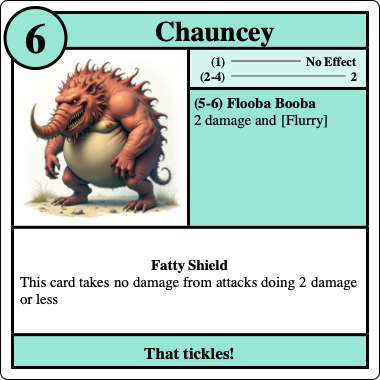 6
Chauncey
(1) No Effect
(2-4) 2
(5-6) Flooba Booba
2 damage and [Flurry]
Fatty Shield
This card takes no damage from attacks doing 2 damage
or less
That tickles!